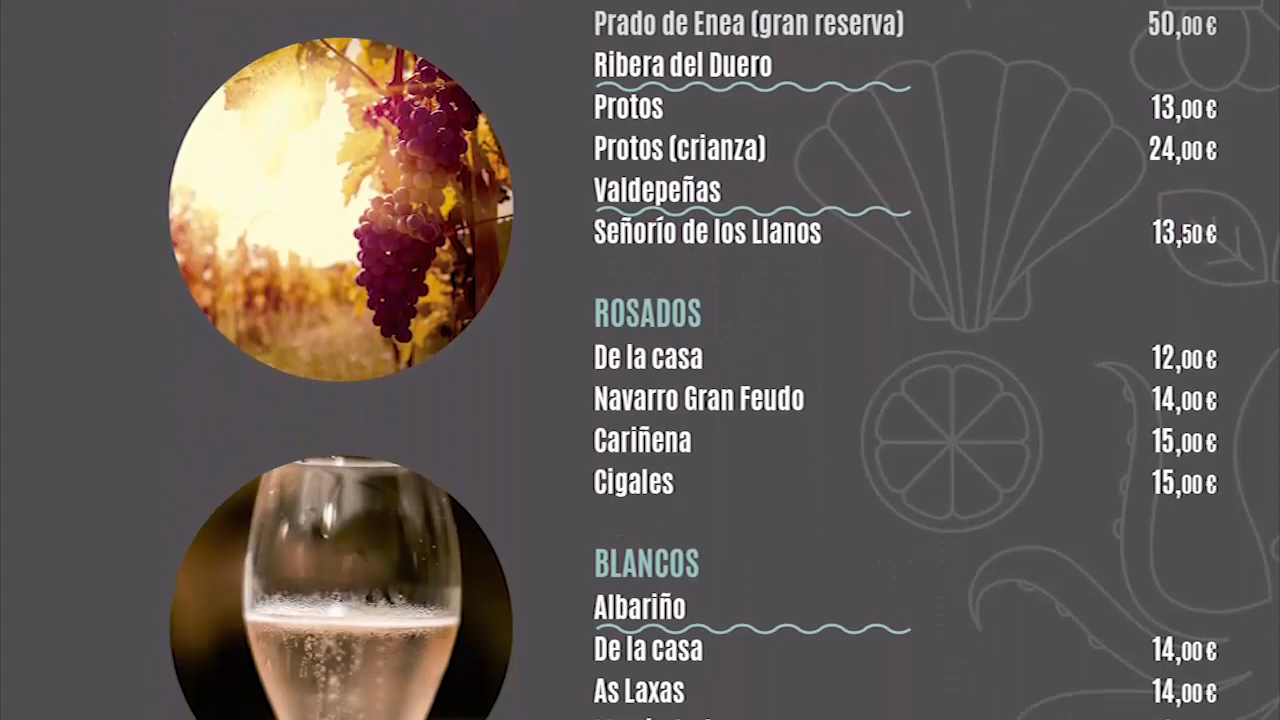 Prado de Enea (gran reserva) 50,00 €
Ribera del Duero
Protos 13,00 €
Protos (crianza) 24,00 €
Valdepeñas
Señorío de los Llanos 13,50 €
ROSADOS
De la casa 12,00 €
Navarro Gran Feudo 14,00 €
Cariñena 15,00 €
Cigales 15,00 €
BLANCOS
Albariño
De la casa 14,00 €
As Laxas 14,00 €